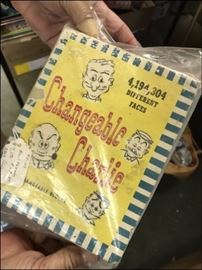 4,194,304
DIFFERENT
FACES
Changeable
Charlie